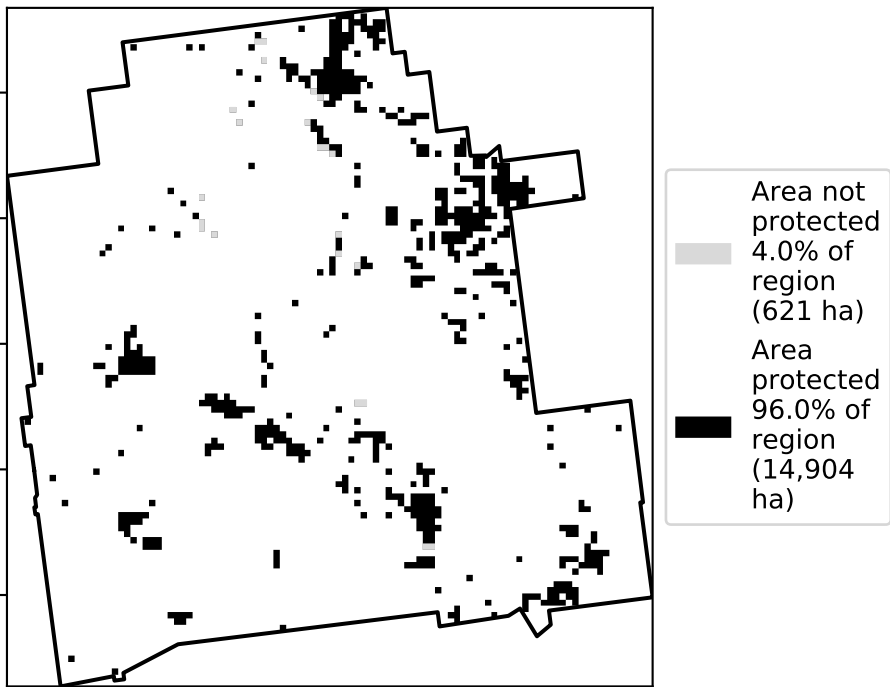 Area not
protected
4.0% of
region
(621 ha)
Area
protected
96.0% of
region
(14,904
ha)